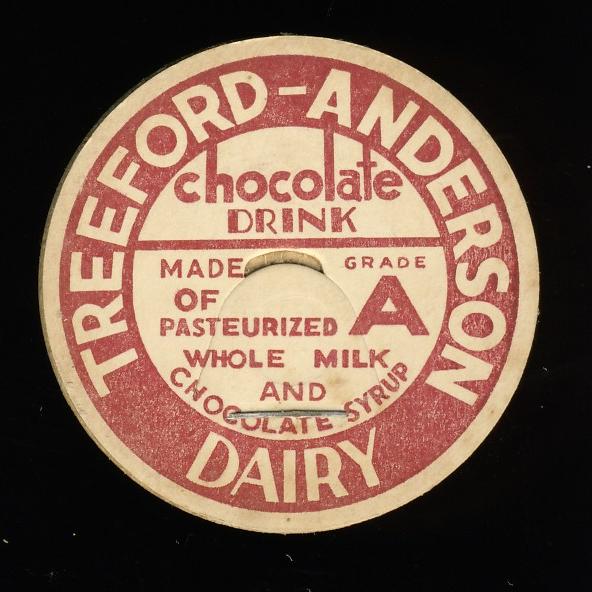 TREEFORD-ANDERSON
chocolate
DRINK
MADE
OF
PASTEURIZED
GRADE
A
WHOLE MILK
AND
CHOCOLATE SYRUP
DAIRY